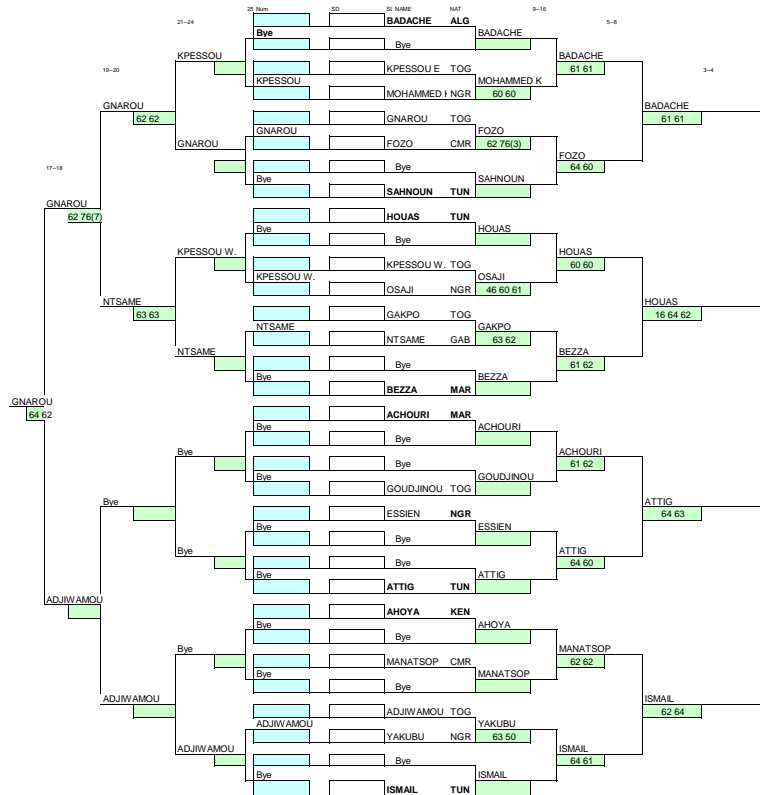 25 Num SD SI NAME NAT 9--16
21--24 5--8
BADACHE ALG
Bye BADACHE
Bye
KPESSOU BADACHE
KPESSOU E TOG 61 61
19--20 3--4
KPESSOU MOHAMMED K
MOHAMMED NGR 60 60
GNAROU BADACHE
62 62 GNAROU TOG 61 61
GNAROU FOZO
GNAROU FOZO CMR 62 76(3)
FOZO
Bye 64 60
17--18
Bye SAHNOUN
SAHNOUN TUN
GNAROU
62 76(7) HOUAS TUN
Bye HOUAS
Bye
KPESSOU W. HOUAS
KPESSOU W. TOG 60 60
KPESSOU W. OSAJI
OSAJI NGR 46 60 61
NTSAME HOUAS
63 63 GAKPO TOG 16 64 62
NTSAME GAKPO
NTSAME GAB 63 62
NTSAME BEZZA
Bye 61 62
Bye BEZZA
BEZZA MAR
GNAROU
64 62 ACHOURI MAR
Bye ACHOURI
Bye
Bye ACHOURI
Bye 61 62
Bye GOUDJINOU
GOUDJINOU TOG
Bye ATTIG
ESSIEN NGR 64 63
Bye ESSIEN
Bye
Bye ATTIG
Bye 64 60
Bye ATTIG
ATTIG TUN
ADJIWAMOU
AHOYA KEN
Bye AHOYA
Bye
Bye MANATSOP
MANATSOP CMR 62 62
Bye MANATSOP
Bye
ADJIWAMOU ISMAIL
ADJIWAMOU TOG 62 64
ADJIWAMOU YAKUBU
YAKUBU NGR 63 50
ADJIWAMOU ISMAIL
Bye 64 61
Bye ISMAIL
ISMAIL TUN